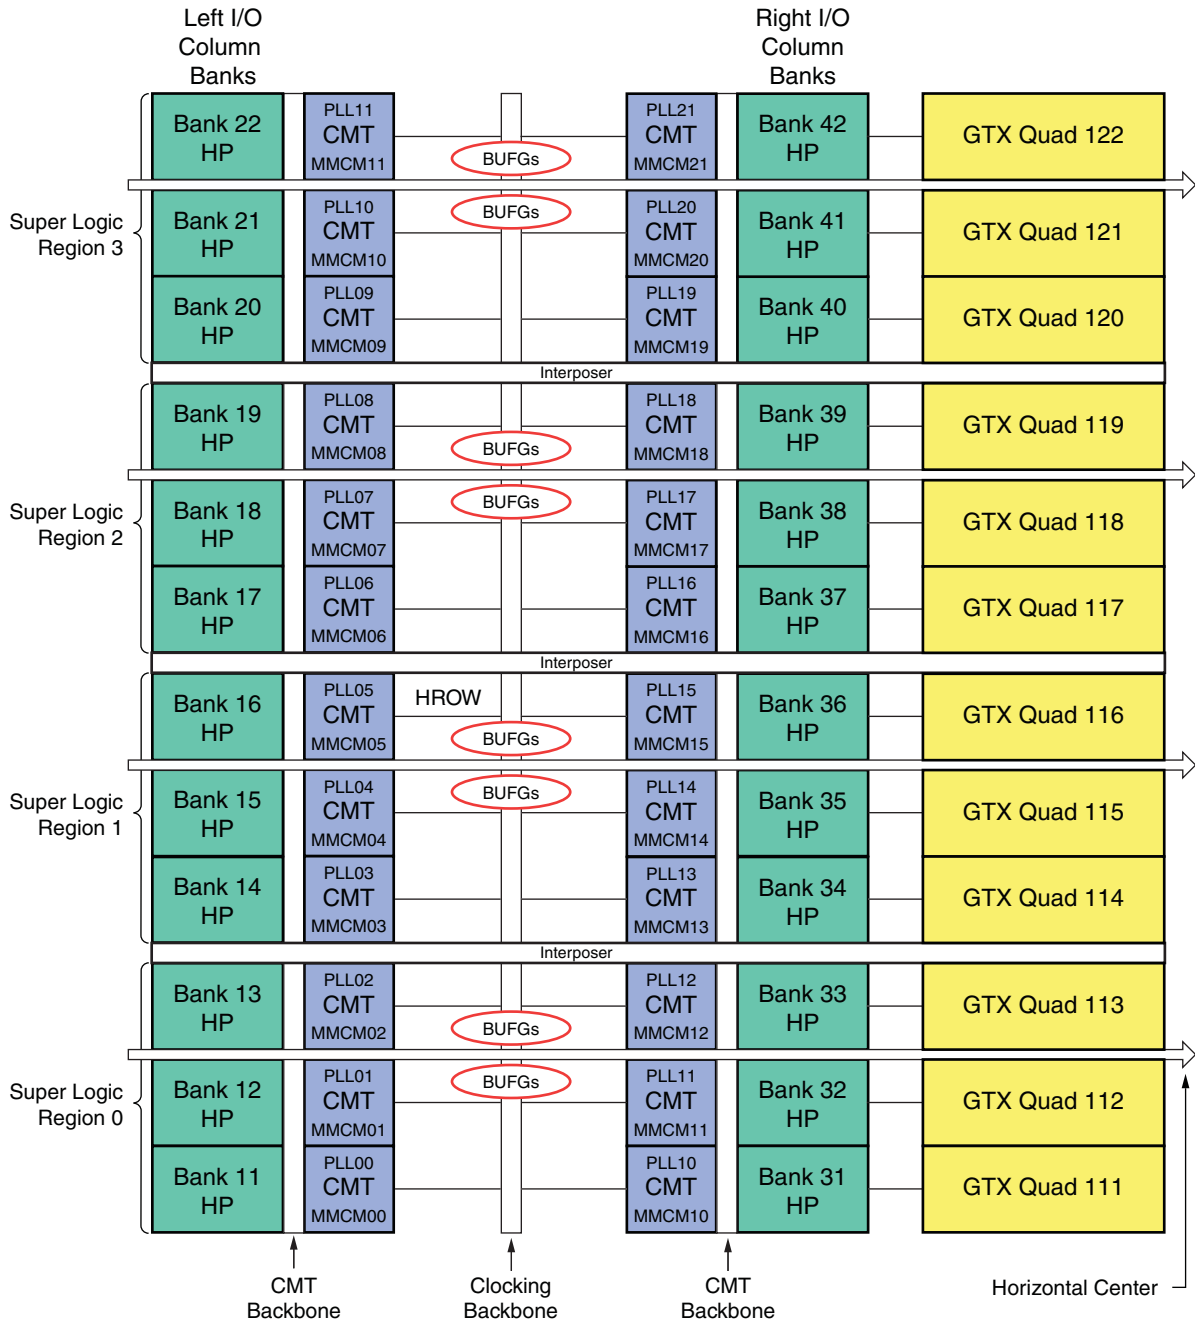 Left I/O
Column
Banks
Right I/O
Column
Banks
Super Logic
Region 3
Bank 22
HP
PLL11
CMT
MMCM11
BUFGs
PLL21
CMT
MMCM21
Bank 42
HP
GTX Quad 122
Bank 21
HP
PLL10
CMT
MMCM10
BUFGs
PLL20
CMT
MMCM20
Bank 41
HP
GTX Quad 121
Bank 20
HP
PLL09
CMT
MMCM09
PLL19
CMT
MMCM19
Bank 40
HP
GTX Quad 120
Interposer
Super Logic
Region 2
Bank 19
HP
PLL08
CMT
MMCM08
BUFGs
PLL18
CMT
MMCM18
Bank 39
HP
GTX Quad 119
Bank 18
HP
PLL07
CMT
MMCM07
BUFGs
PLL17
CMT
MMCM17
Bank 38
HP
GTX Quad 118
Bank 17
HP
PLL06
CMT
MMCM06
PLL16
CMT
MMCM16
Bank 37
HP
GTX Quad 117
Interposer
Super Logic
Region 1
Bank 16
HP
PLL05
CMT
MMCM05
HROW
BUFGs
PLL15
CMT
MMCM15
Bank 36
HP
GTX Quad 116
Bank 15
HP
PLL04
CMT
MMCM04
BUFGs
PLL14
CMT
MMCM14
Bank 35
HP
GTX Quad 115
Bank 14
HP
PLL03
CMT
MMCM03
PLL13
CMT
MMCM13
Bank 34
HP
GTX Quad 114
Interposer
Super Logic
Region 0
Bank 13
HP
PLL02
CMT
MMCM02
BUFGs
PLL12
CMT
MMCM12
Bank 33
HP
GTX Quad 113
Bank 12
HP
PLL01
CMT
MMCM01
BUFGs
PLL11
CMT
MMCM11
Bank 32
HP
GTX Quad 112
Bank 11
HP
PLL00
CMT
MMCM00
PLL10
CMT
MMCM10
Bank 31
HP
GTX Quad 111
CMT
Backbone
Clocking
Backbone
CMT
Backbone
Horizontal Center